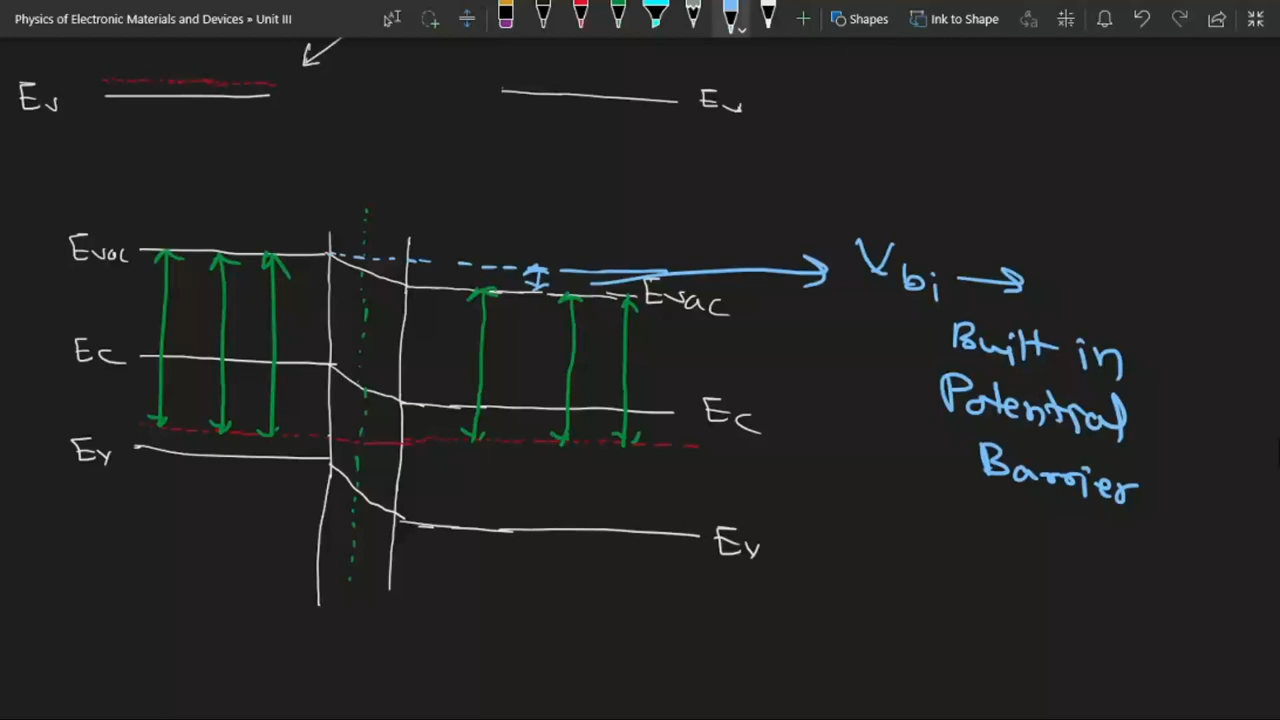 Physics of Electronic Materials and Devices » Unit III
Shapes
Ink to Shape
Ev
Ev
Evac
Evac
Vbi
Built in
Potential
Barrier
Ec
Ec
Ev
Ev